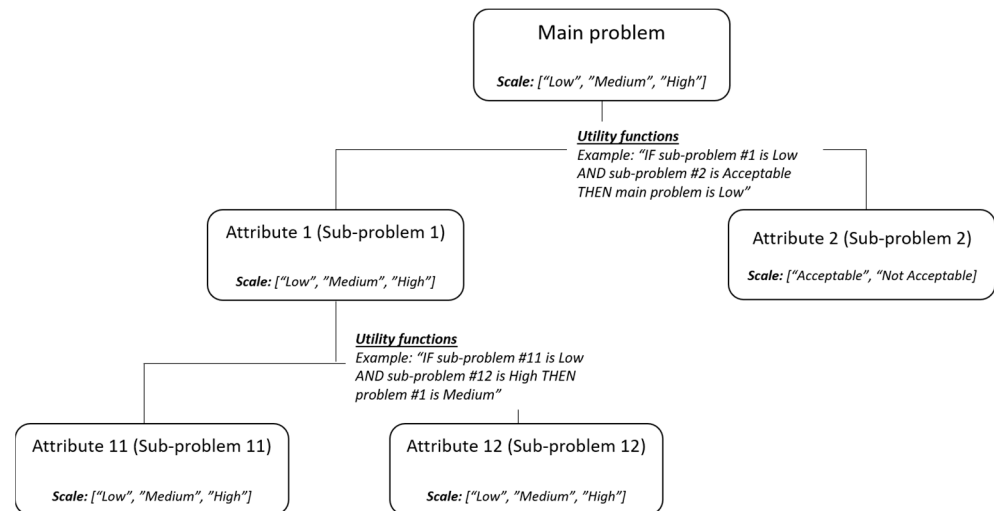 Main problem
Scale: [“Low”, ”Medium”, ”High”]
Utility functions
Example: “IF sub-problem #1 is Low
AND sub-problem #2 is Acceptable
THEN main problem is Low”
Attribute 1 (Sub-problem 1)
Scale: [“Low”, ”Medium”, ”High”]
Attribute 2 (Sub-problem 2)
Scale: [“Acceptable”, “Not Acceptable]
Utility functions
Example: “IF sub-problem #11 is Low
AND sub-problem #12 is High THEN
problem #1 is Medium”
Attribute 11 (Sub-problem 11)
Scale: [“Low”, ”Medium”, ”High”]
Attribute 12 (Sub-problem 12)
Scale: [“Low”, ”Medium”, ”High”]